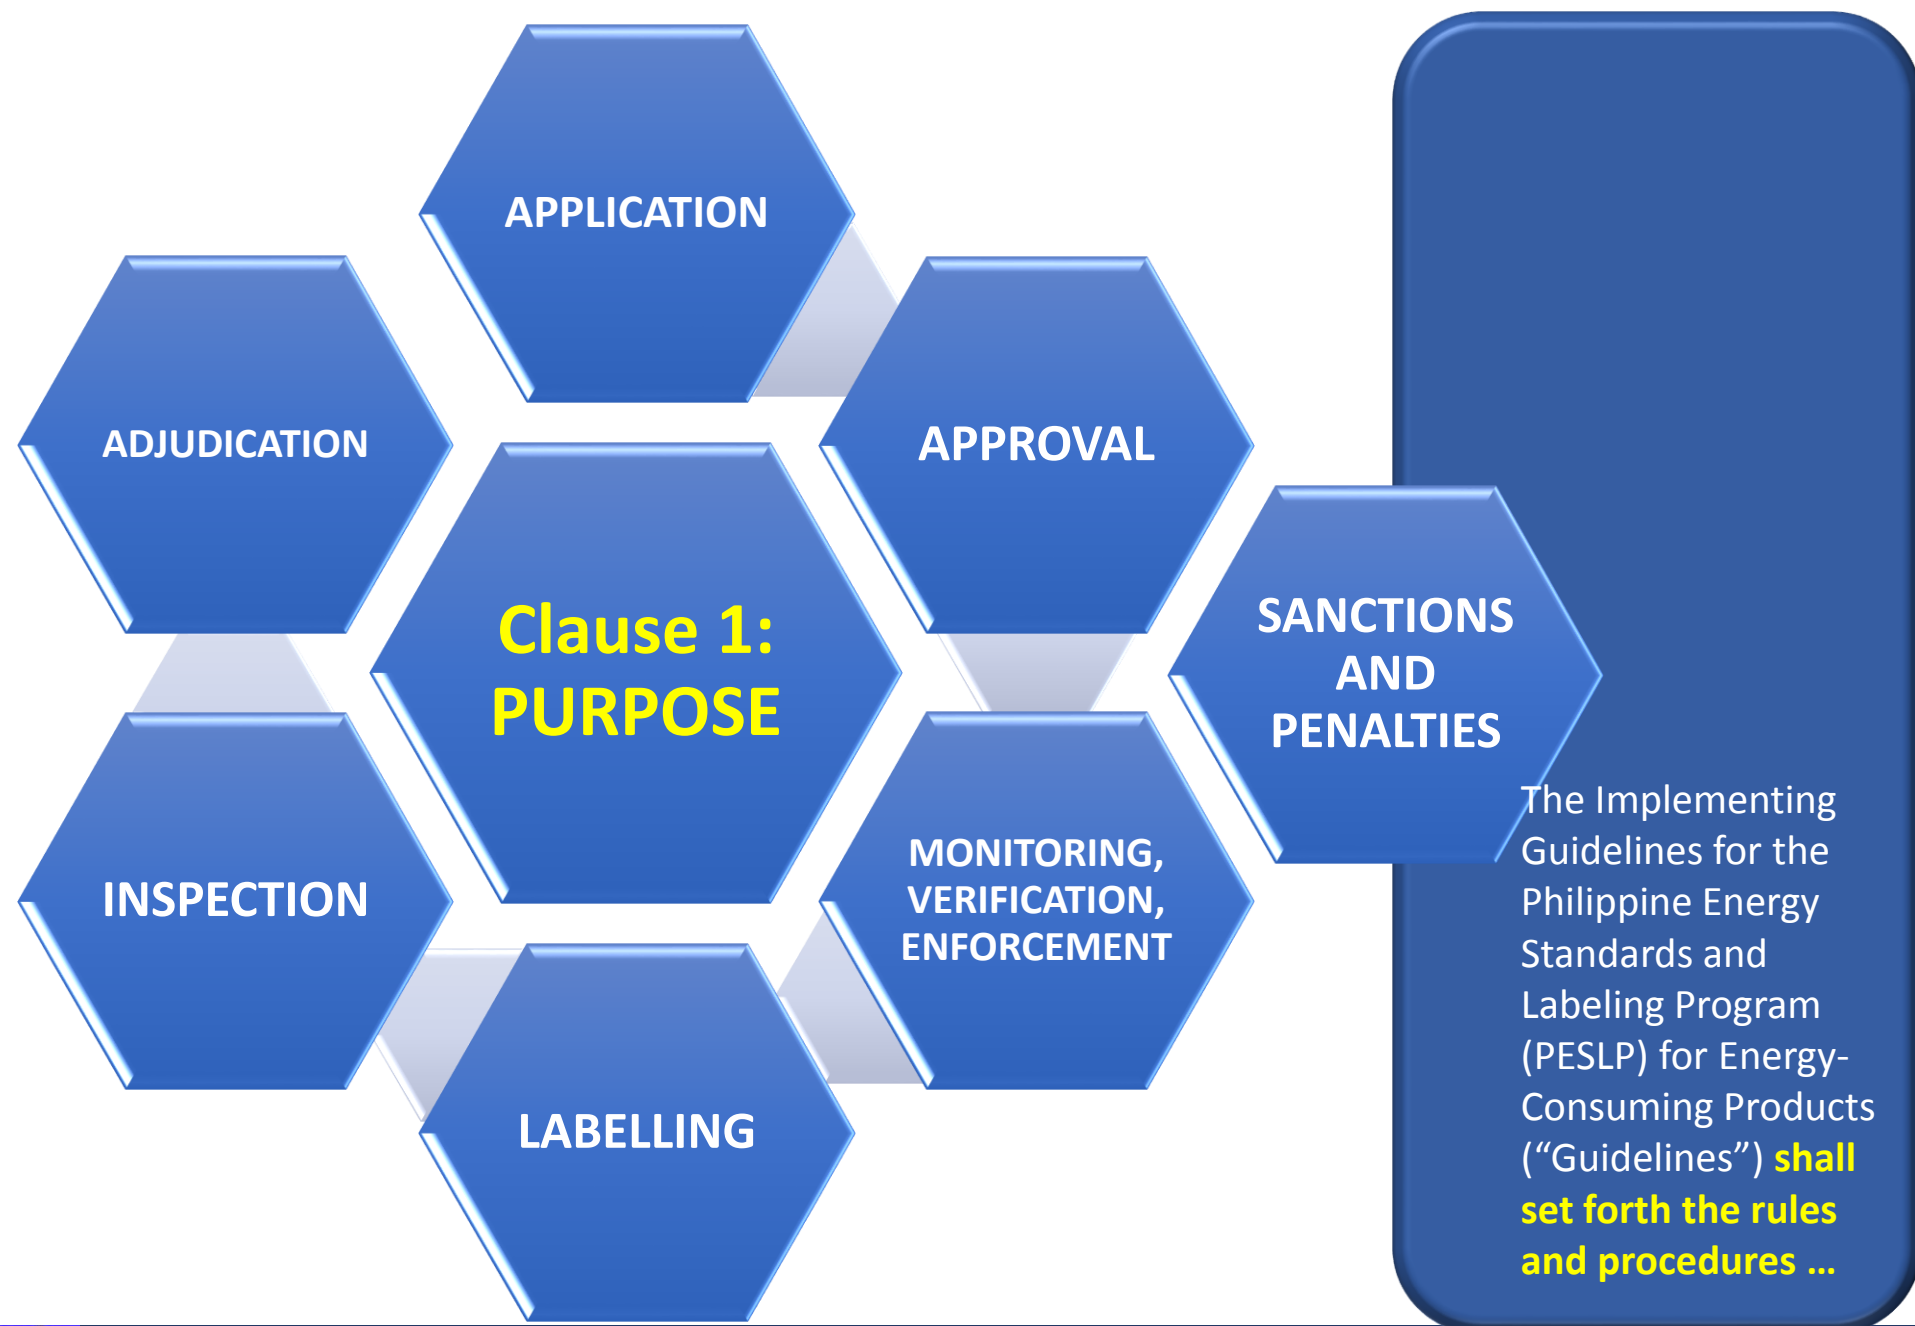 APPLICATION
ADJUDICATION
APPROVAL
Clause 1:
PURPOSE
SANCTIONS
AND
PENALTIES
INSPECTION
MONITORING,
VERIFICATION,
ENFORCEMENT
LABELLING
The Implementing
Guidelines for the
Philippine Energy
Standards and
Labeling Program
(PESLP) for Energy-
Consuming Products
(“Guidelines”) shall
set forth the rules
and procedures …